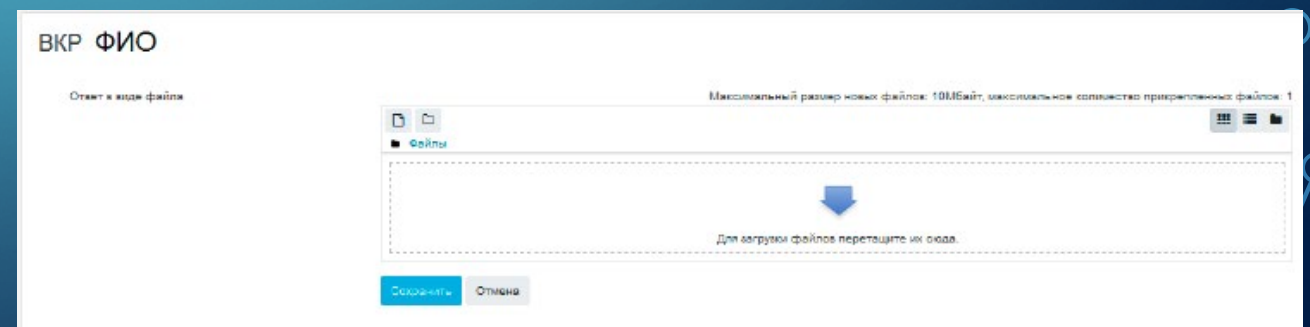 ВКР ФИО
Ответ в виде файла
Максимальный размер новых файлов: 10Мбайт, максимальное количество прикрепленных файлов: 1
Файлы
Для загрузки файлов перетащите их сюда.
Сохранить Отмена